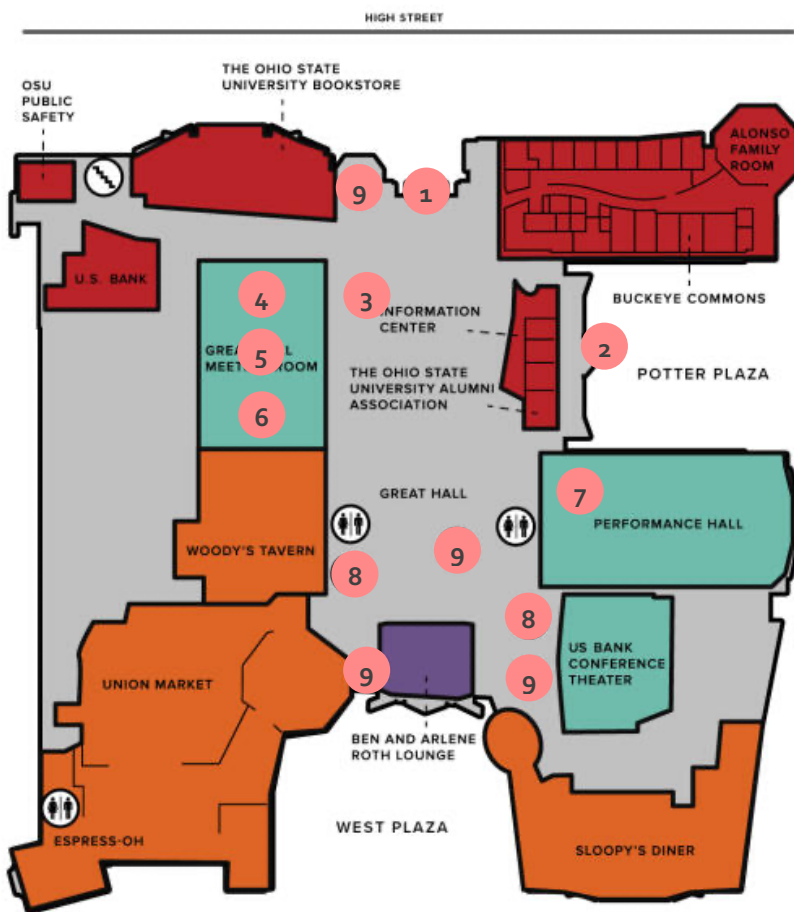 HIGH STREET
THE OHIO STATE
UNIVERSITY BOOKSTORE
OSU
PUBLIC
SAFETY
ALONSO
FAMILY
ROOM
9
1
U.S. BANK
4
3
BUCKEYE COMMONS
CENTER
5
2
THE OHIO STATE
UNIVERSITY ALUMNI
ASSOCIATION
POTTER PLAZA
6
GREAT HALL
7
PERFORMANCE HALL
WOODY'S TAVERN
9
8
8
US BANK
CONFERENCE
THEATER
UNION MARKET
9
9
BEN AND ARLENE
ROTH LOUNGE
WEST PLAZA
ESPRESS-OH
SLOOPY'S DINER